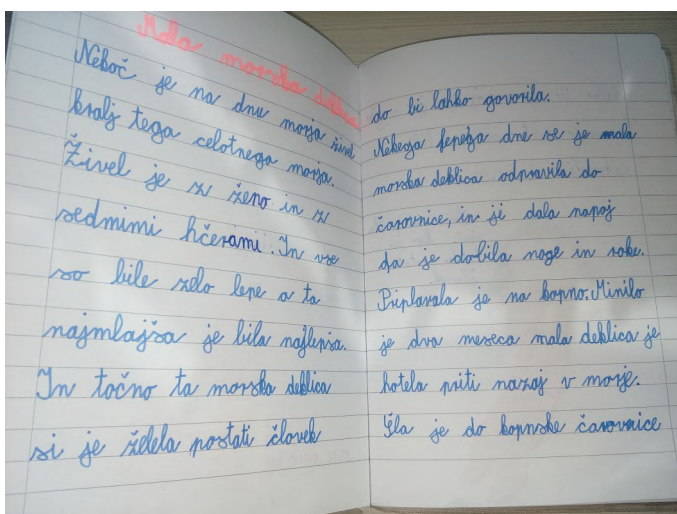 Mala morska deklica
Nekoč je na dnu morja živel
kralj tega celotnega morja.
Živel je z ženo in z
sedmimi hčerami. In vse
so bile zelo lepe a ta
najmlajša je bila najlepša.
In točno ta morska deklica
si je želela postati človek
do bi lahko govorila.
Nekega lepega dne se je mala
morska deklica odpravila do
čarovnice, in ji dala napoj
da je dobila noge in roke.
Priplavala je na kopno. Minilo
je dva meseca mala deklica je
hotela priti nazaj v morje.
Šla je do kopnske čarovnice